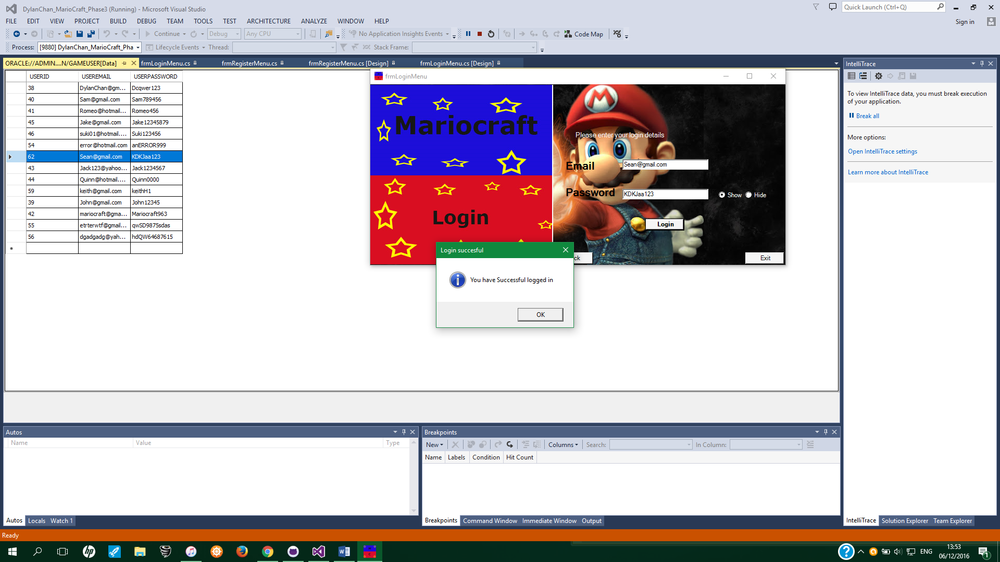 DylanChan_MarioCraft_Phase3 (Running) - Microsoft Visual Studio
Quick Launch (Ctrl+Q)
FILE EDIT VIEW PROJECT BUILD DEBUG TEAM TOOLS TEST ARCHITECTURE ANALYZE WINDOW HELP
Sign in
Continue Debug Any CPU No Application Insights Events Code Map
Process: [9880] DylanChan_MarioCraft_Pha Lifecycle Events Thread: Stack Frame:
ORACLE://ADMIN....N/GAMEUSER[Data] frmLoginMenu.cs frmRegisterMenu.cs frmRegisterMenu.cs [Design] frmLoginMenu.cs [Design]
USERID USEREMAIL USERPASSWORD
38 DylanChan@gm... Dcqwer123
40 Sam@gmail.com Sam789456
41 Romeo@hotmail... Romeo456
45 Jake@gmail.com Jake12345879
46 suki01@hotmail.... Suki123456
54 error@hotmail.com anERROR999
62 Sean@gmail.com KDKJaa123
43 Jack123@yahoo... Jack1234567
44 Quinn@hotmail.... Quinn0000
59 keith@gmail.com keithH1
39 John@gmail.com John12345
42 mariocraft@gma... Mariocraft963
55 etrterwtf@gmail... qwSD9875sdas
56 dgadgadg@yah... hdQW64687615
frmLoginMenu
Mariocraft
Login
M
Please enter your login details
Email Sean@gmail.com
Password KDKJaa123 Show Hide
Login
ck
Exit
Login succesful
You have Successful logged in
OK
IntelliTrace
To view IntelliTrace data, you must break execution
of your application.
Break all
More options:
Open IntelliTrace settings
Learn more about IntelliTrace
Autos
Name Value Type
Autos Locals Watch 1
Breakpoints
New Columns Search: In Column:
Name Labels Condition Hit Count
Breakpoints Command Window Immediate Window Output
IntelliTrace Solution Explorer Team Explorer
Ready
hp
ENG
13:53
06/12/2016
1